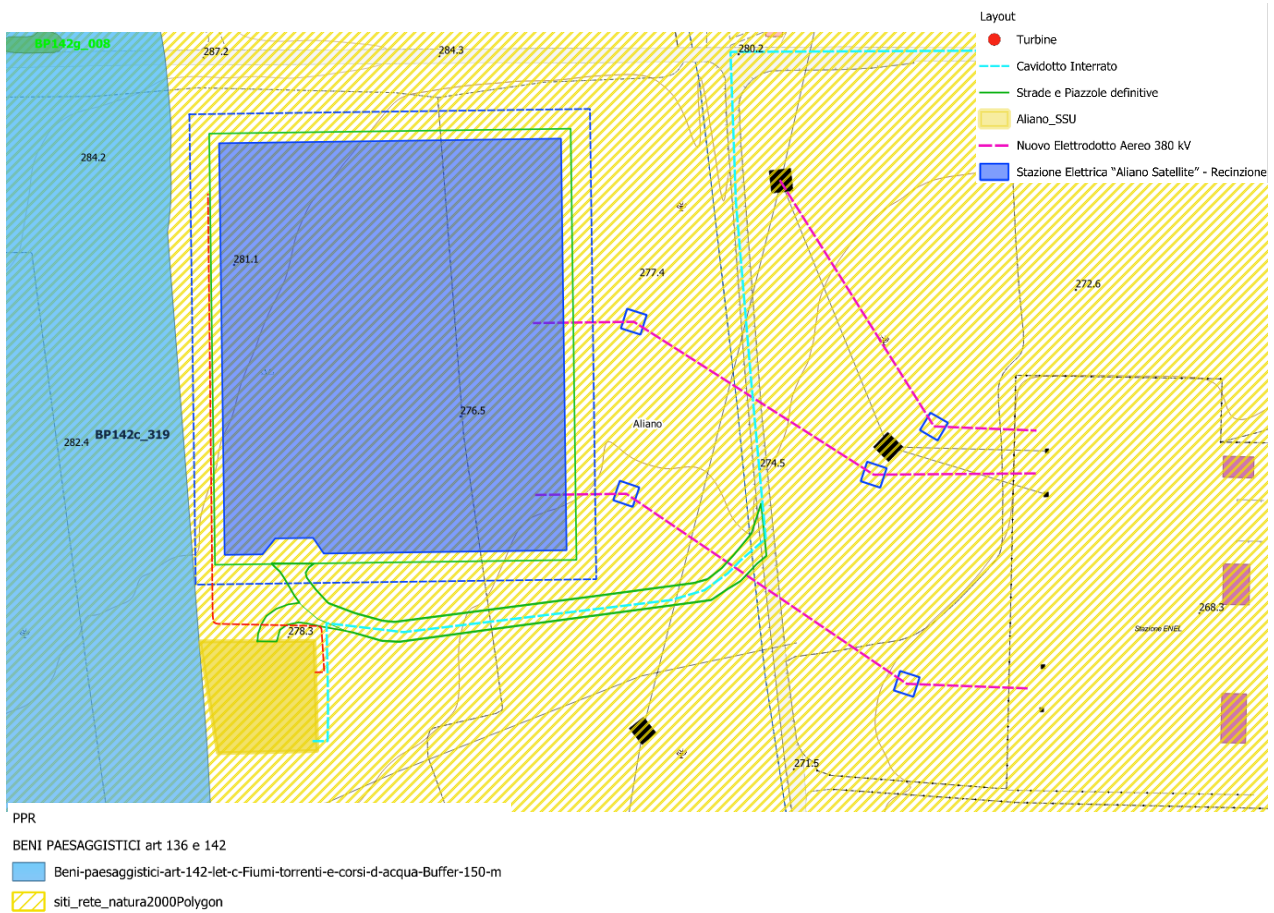 Layout
Turbine
Cavidotto Interrato
Strade e Piazzole definitive
Aliano_SSU
Nuovo Elettrodotto Aereo 380 kV
Stazione Elettrica "Aliano Satellite" - Recinzione
BP142g_008
287.2
284.3
280.2
284.2
281.1
277.4
272.6
276.5
Aliano
BP142c_319
282.4
274.5
268.3
278.3
Stazione ENEL
271.5
PPR
BENI PAESAGGISTICI art 136 e 142
Beni-paesaggistici-art-142-let-c-Fiumi-torrenti-e-corsi-d-acqua-Buffer-150-m
siti_rete_natura2000Polygon